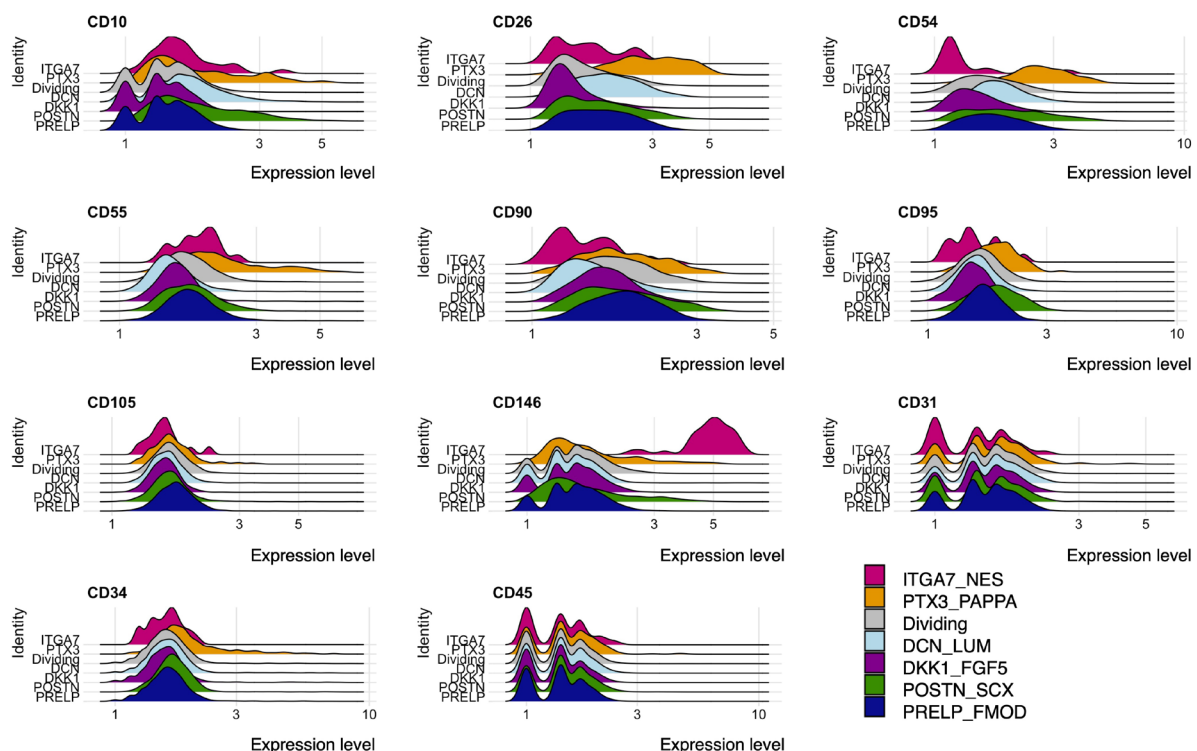 CD10
Identity
ITGA7
PTX3
Dividing
DCN
DKK1
POSTN
PRELP
1
3
5
Expression level
CD26
Identity
ITGA7
PTX3
Dividing
DCN
DKK1
POSTN
PRELP
1
3
5
Expression level
CD54
Identity
ITGA7
PTX3
Dividing
DCN
DKK1
POSTN
PRELP
1
3
10
Expression level
CD55
Identity
ITGA7
PTX3
Dividing
DCN
DKK1
POSTN
PRELP
1
3
5
Expression level
CD90
Identity
ITGA7
PTX3
Dividing
DCN
DKK1
POSTN
PRELP
1
3
5
Expression level
CD95
Identity
ITGA7
PTX3
Dividing
DCN
DKK1
POSTN
PRELP
1
3
10
Expression level
CD105
Identity
ITGA7
PTX3
Dividing
DCN
DKK1
POSTN
PRELP
1
3
5
Expression level
CD146
Identity
ITGA7
PTX3
Dividing
DCN
DKK1
POSTN
PRELP
1
3
5
Expression level
CD31
Identity
ITGA7
PTX3
Dividing
DCN
DKK1
POSTN
PRELP
1
3
5
Expression level
CD34
Identity
ITGA7
PTX3
Dividing
DCN
DKK1
POSTN
PRELP
1
3
10
Expression level
CD45
Identity
ITGA7
PTX3
Dividing
DCN
DKK1
POSTN
PRELP
1
3
10
Expression level
ITGA7_NES
PTX3_PAPPA
Dividing
DCN_LUM
DKK1_FGF5
POSTN_SCX
PRELP_FMOD